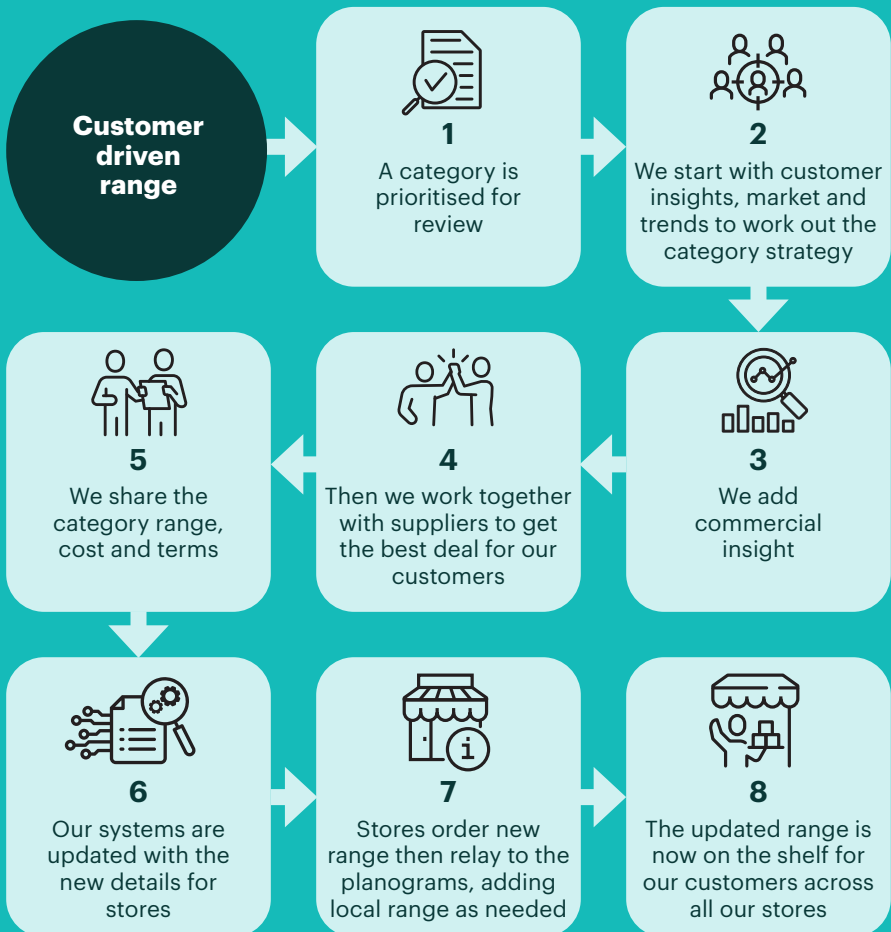 Customer
driven
range
1
A category is
prioritised for
review
2
We start with customer
insights, market and
trends to work out the
category strategy
3
We add
commercial
insight
4
Then we work together
with suppliers to get
the best deal for our
customers
5
We share the
category range,
cost and terms
6
Our systems are
updated with the
new details for
stores
7
Stores order new
range then relay to the
planograms, adding
local range as needed
8
The updated range is
now on the shelf for
our customers across
all our stores